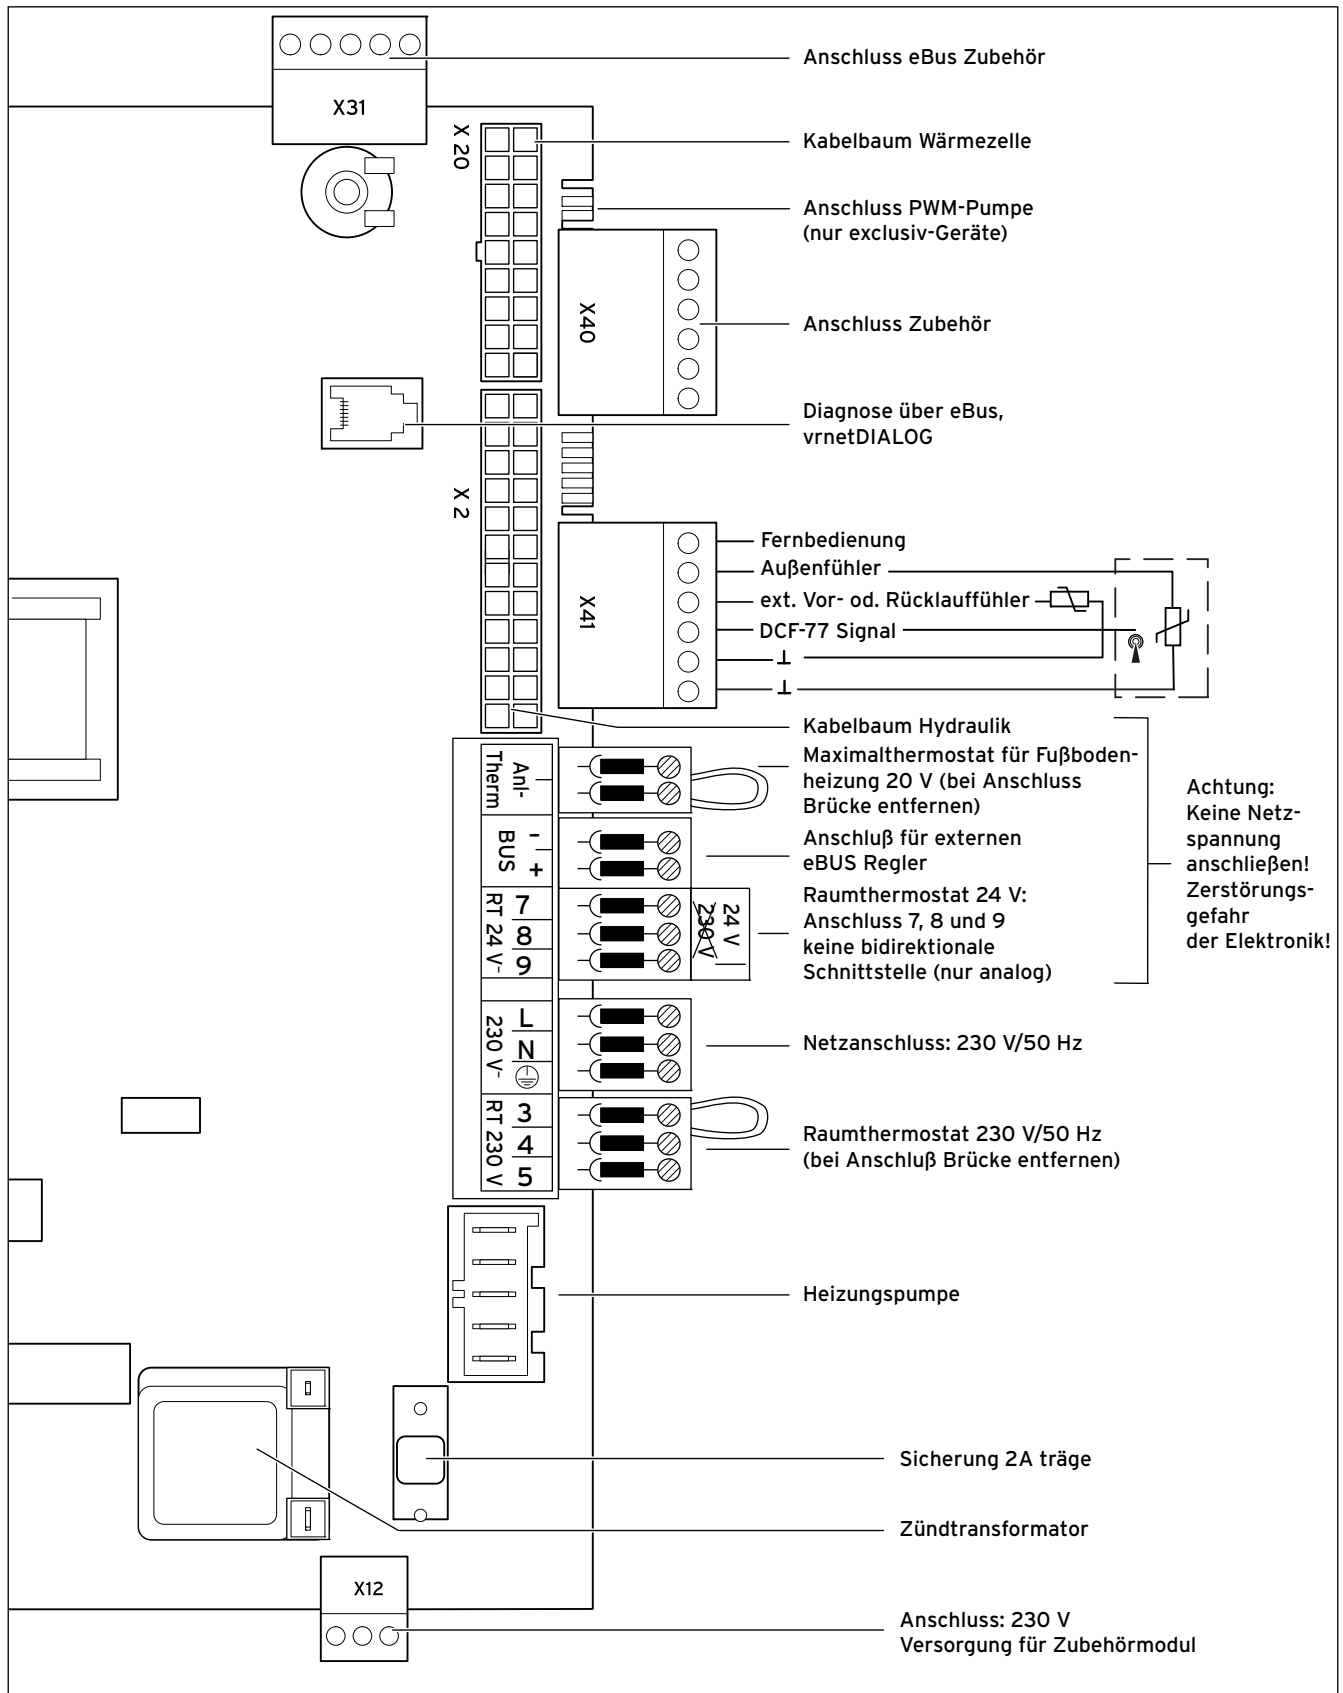 Anschluss eBus Zubehör
X31
X 20
Kabelbaum Wärmezelle
Anschluss PWM-Pumpe
(nur exclusiv-Geräte)
X40
Anschluss Zubehör
Diagnose über eBus,
vrnetDIALOG
X 2
X41
Fernbedienung
Außenfühler
ext. Vor- od. Rücklauffühler
DCF-77 Signal
Kabelbaum Hydraulik
Anl-
Therm
Maximalthermostat für Fußboden-
heizung 20 V (bei Anschluss
Brücke entfernen)
BUS
-
+
Anschluß für externen
eBUS Regler
RT 24 V~
7
8
9
24 V
230 V
Raumthermostat 24 V:
Anschluss 7, 8 und 9
keine bidirektionale
Schnittstelle (nur analog)
Achtung:
Keine Netz-
spannung
anschließen!
Zerstörungs-
gefahr
der Elektronik!
230 V~
L
N
Netzanschluss: 230 V/50 Hz
RT 230 V
3
4
5
Raumthermostat 230 V/50 Hz
(bei Anschluß Brücke entfernen)
Heizungspumpe
Sicherung 2A träge
Zündtransformator
X12
Anschluss: 230 V
Versorgung für Zubehörmodul